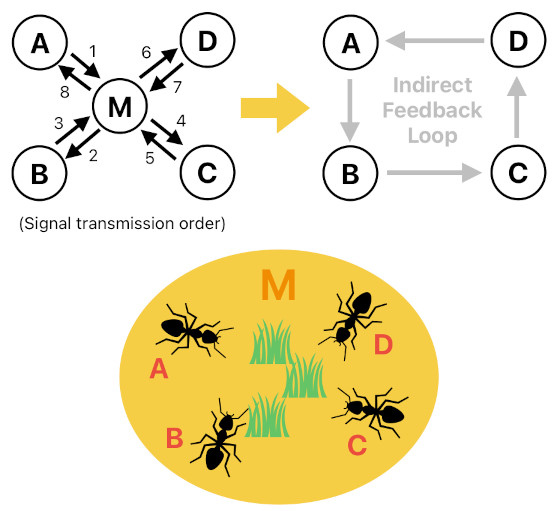 A
1
6
D
8
7
M
3
4
2
5
B
C
(Signal transmission order)
A
D
Indirect
Feedback
Loop
B
C
M
A
D
B
C